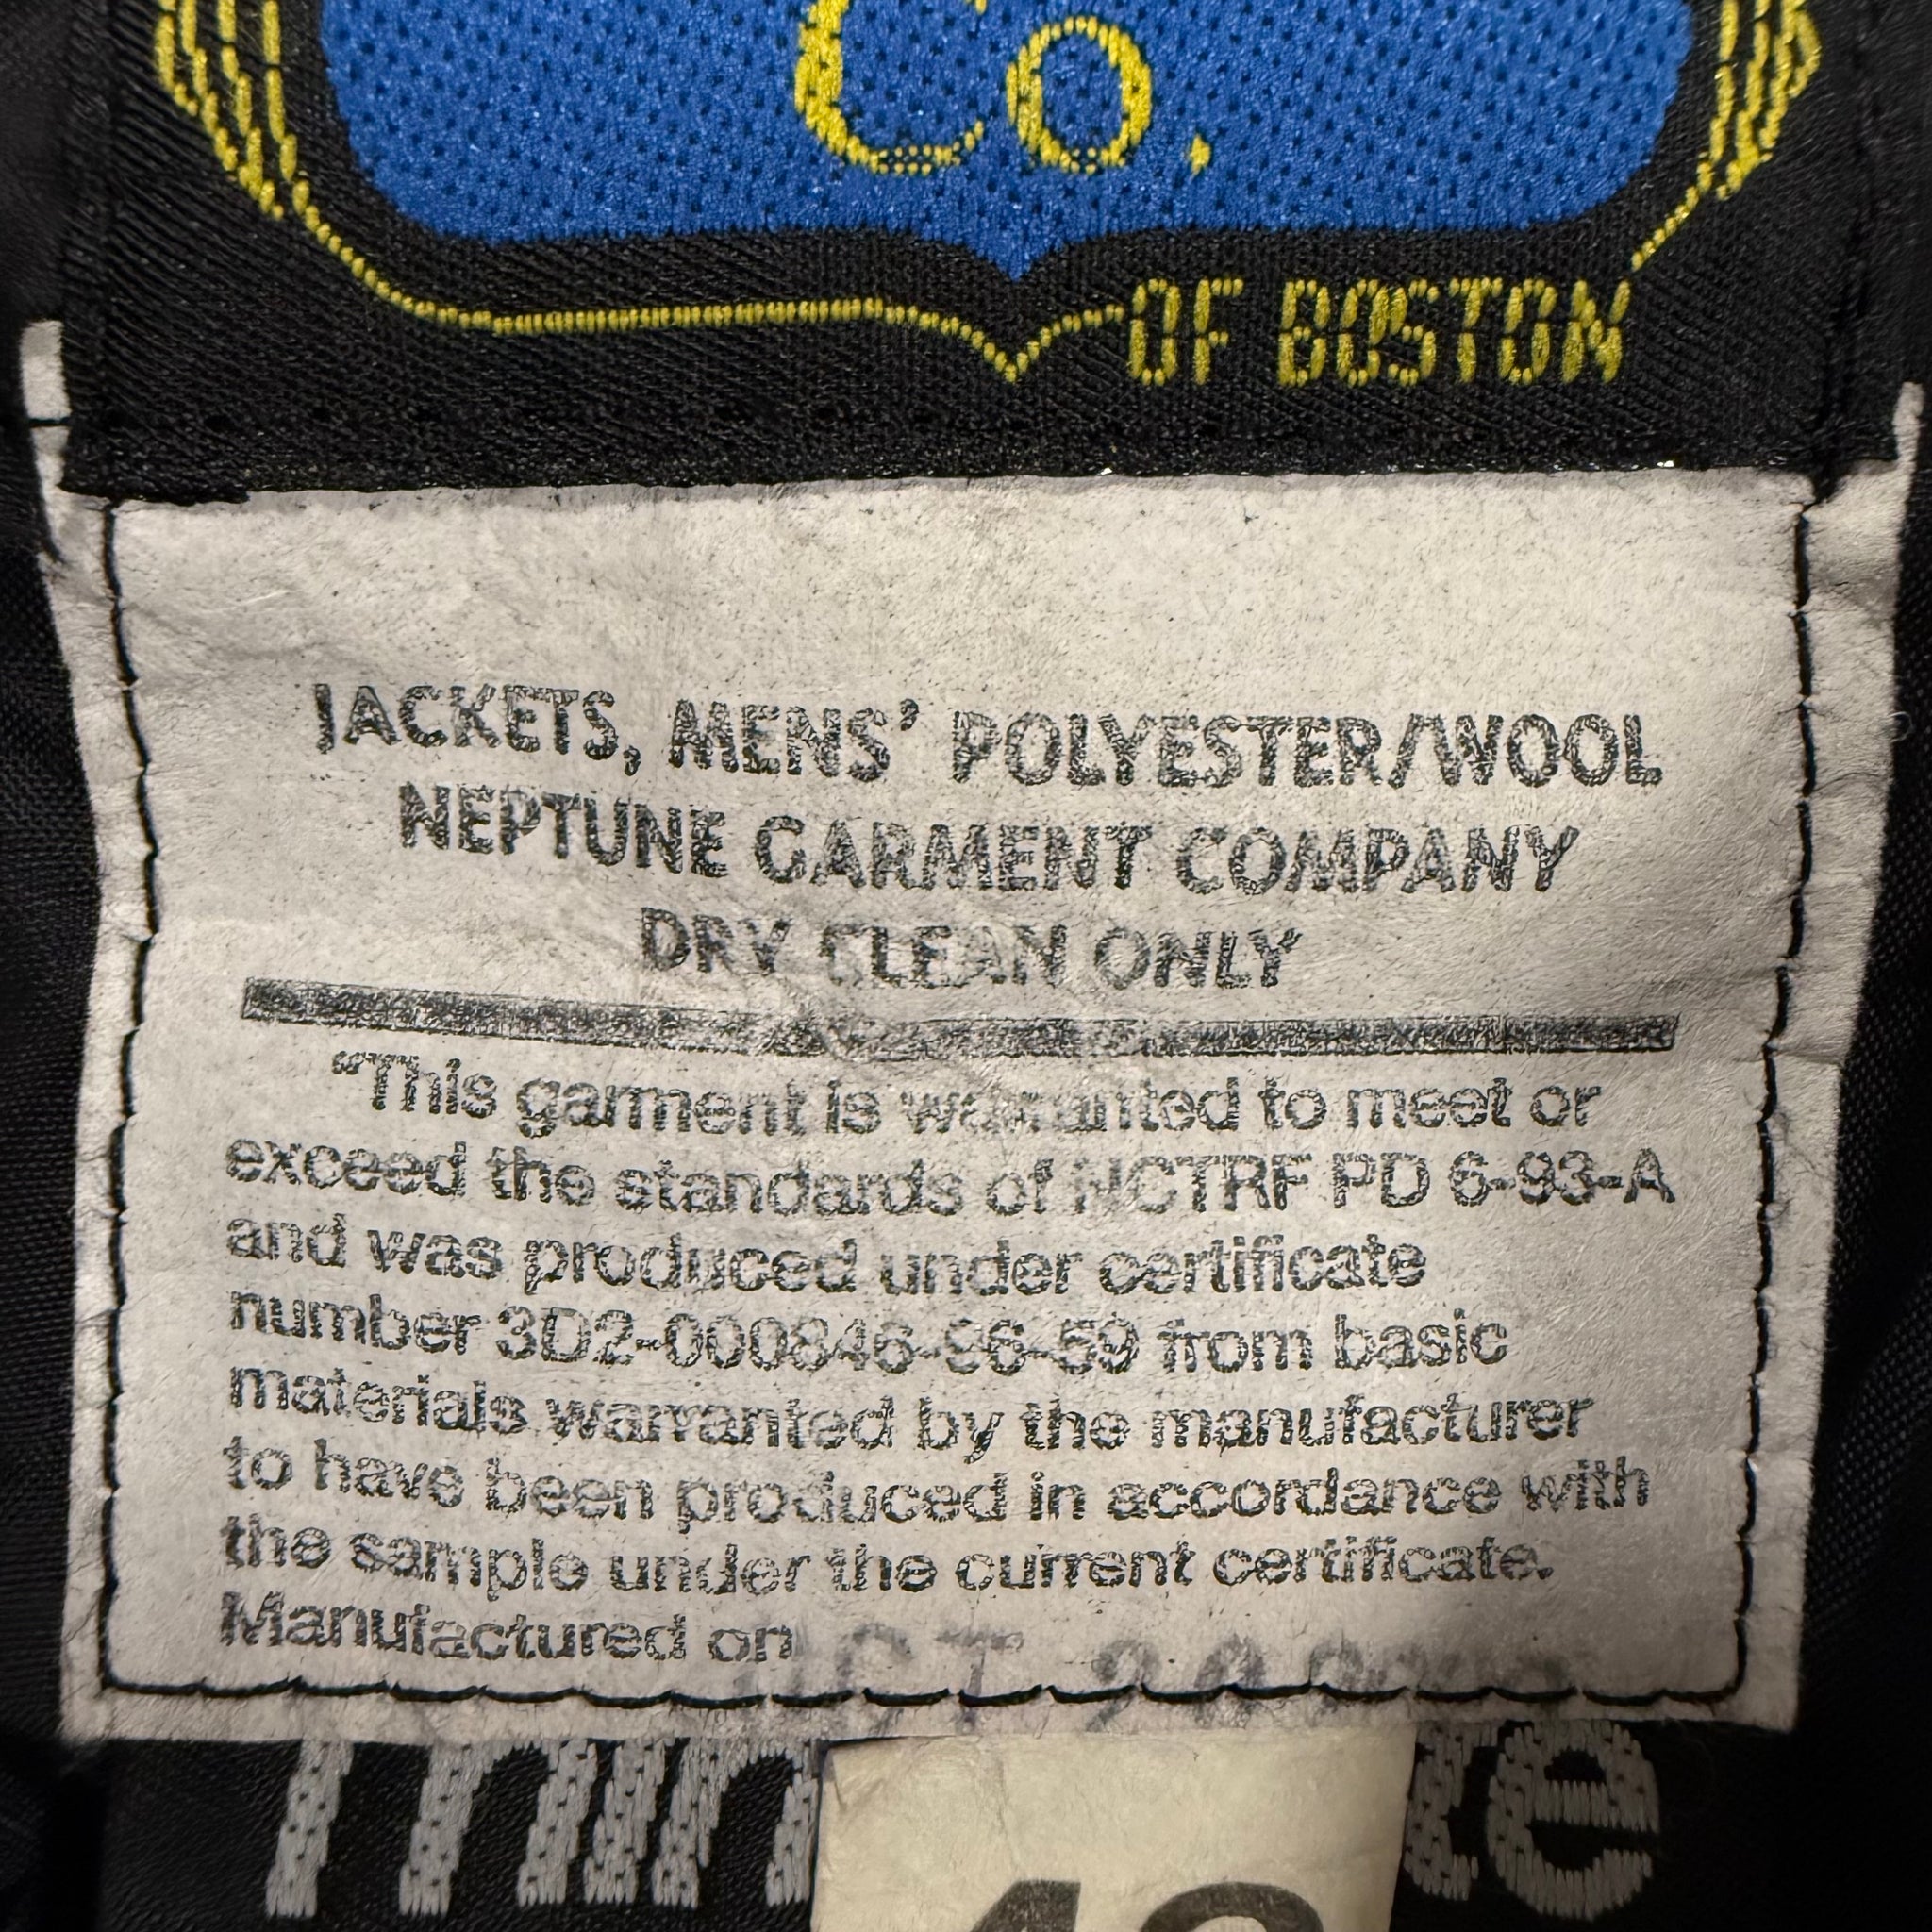 Co.
OF BOSTON
JACKETS, MENS’ POLYESTER/WOOL
NEPTUNE GARMENT COMPANY
DRY CLEAN ONLY
“This garment is warranted to meet or
exceed the standards of NCTRF PD 6-93-A
and was produced under certificate
number 3D2-000846-96-59 from basic
materials warranted by the manufacturer
to have been produced in accordance with
the sample under the current certificate.
Manufactured on